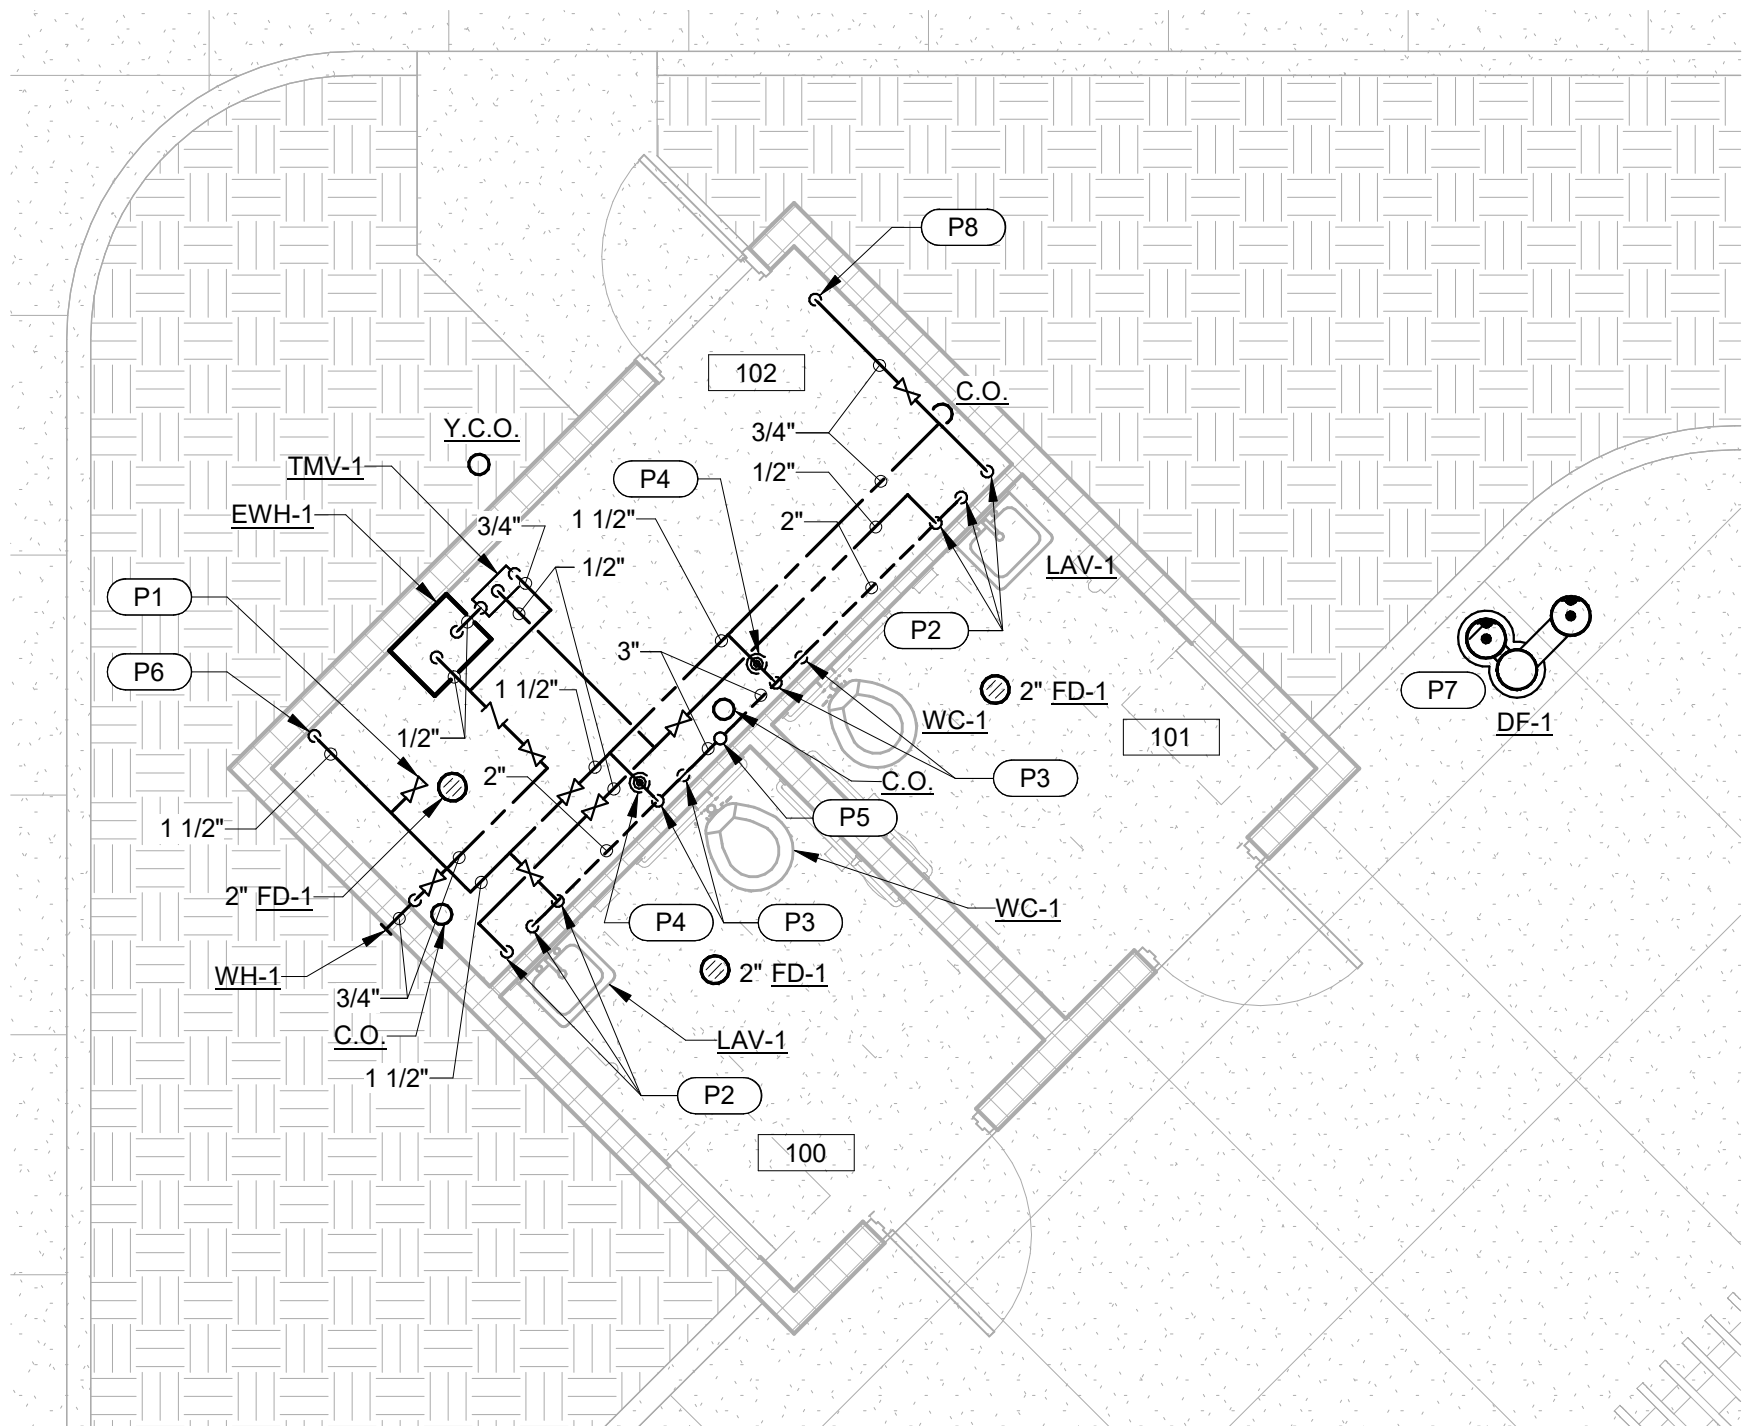 P8
102
C.O.
Y.C.O.
3/4"
TMV-1
P4
1/2"
EWH-1
3/4"
1 1/2"
2"
LAV-1
1/2"
P1
P2
3"
P6
1 1/2"
2" FD-1
P7
WC-1
DF-1
1/2"
101
2"
C.O.
P3
1 1/2"
P5
2" FD-1
WC-1
P4
P3
WH-1
2" FD-1
3/4"
C.O.
LAV-1
1 1/2"
P2
100